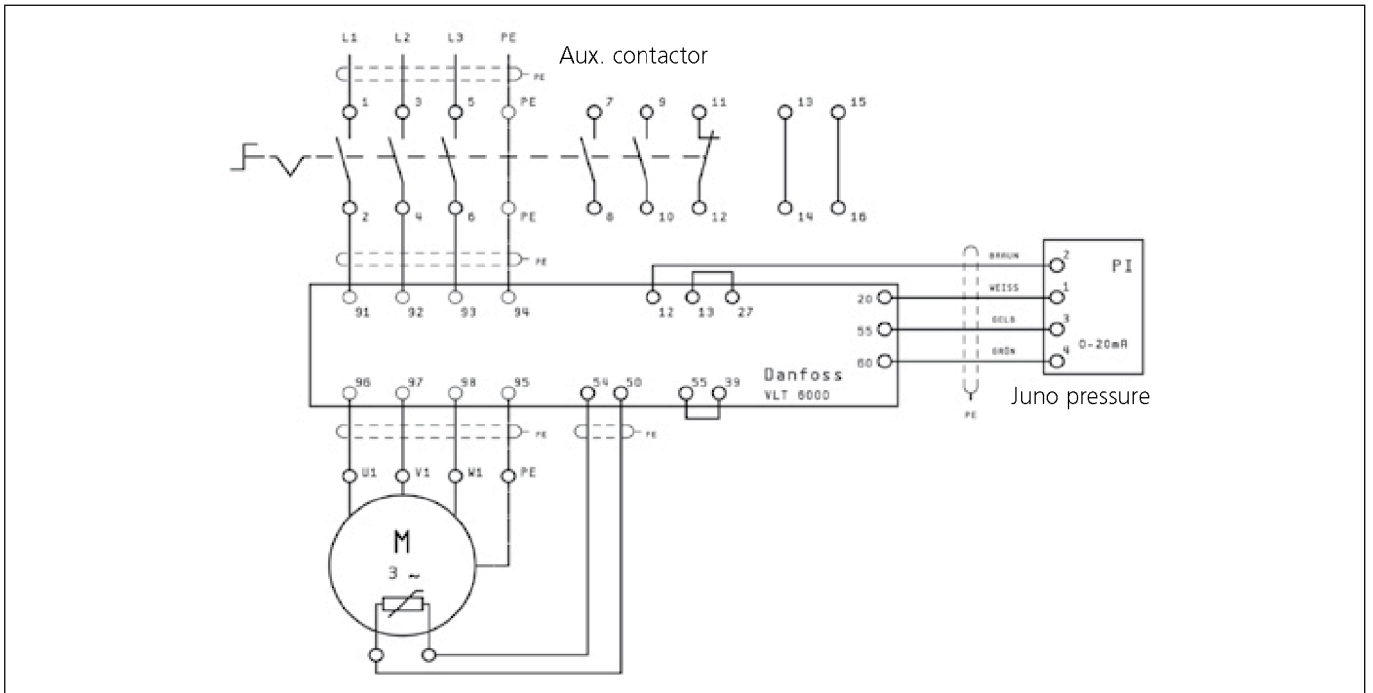 L1 L2 L3 PE
Aux. contactor
PE
1 3 5 PE 7 9 11 13 15
2 4 6 PE 8 10 12 14 16
PE
BRAUN 2 PI
WEISS 1
GELB 3
0-20mA
GRÜN 4
PE
Juno pressure
91 92 93 94 12 13 27 20
55
60
Danfoss
VLT 6000
96 97 98 95 54 50 55 39
PE PE
U1 V1 W1 PE
M
3 ~